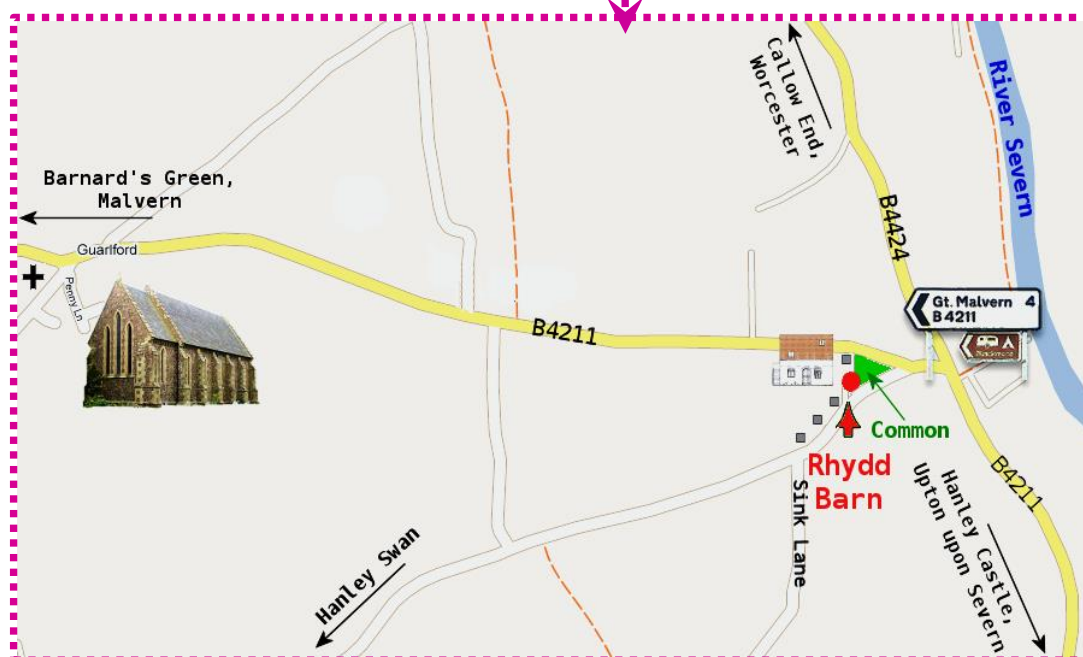 Callow End,
Worcester
River Severn
Barnard's Green,
Malvern
Guarlford
Penny Ln
B4424
Gt. Malvern 4
B4211
B4211
Common
Rhydd
Barn
Sink Lane
B4211
Hanley Castle,
Upton upon Severn
Hanley Swan